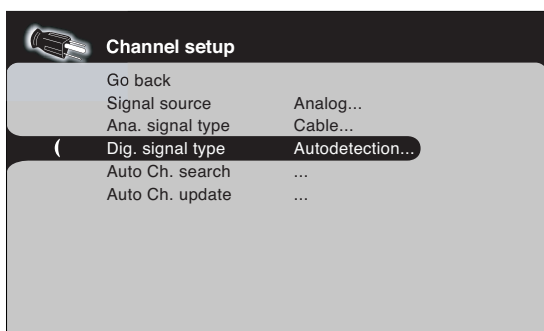 Channel setup
Go back
Signal source Analog...
Ana. signal type Cable...
Dig. signal type Autodetection...
Auto Ch. search ...
Auto Ch. update ...